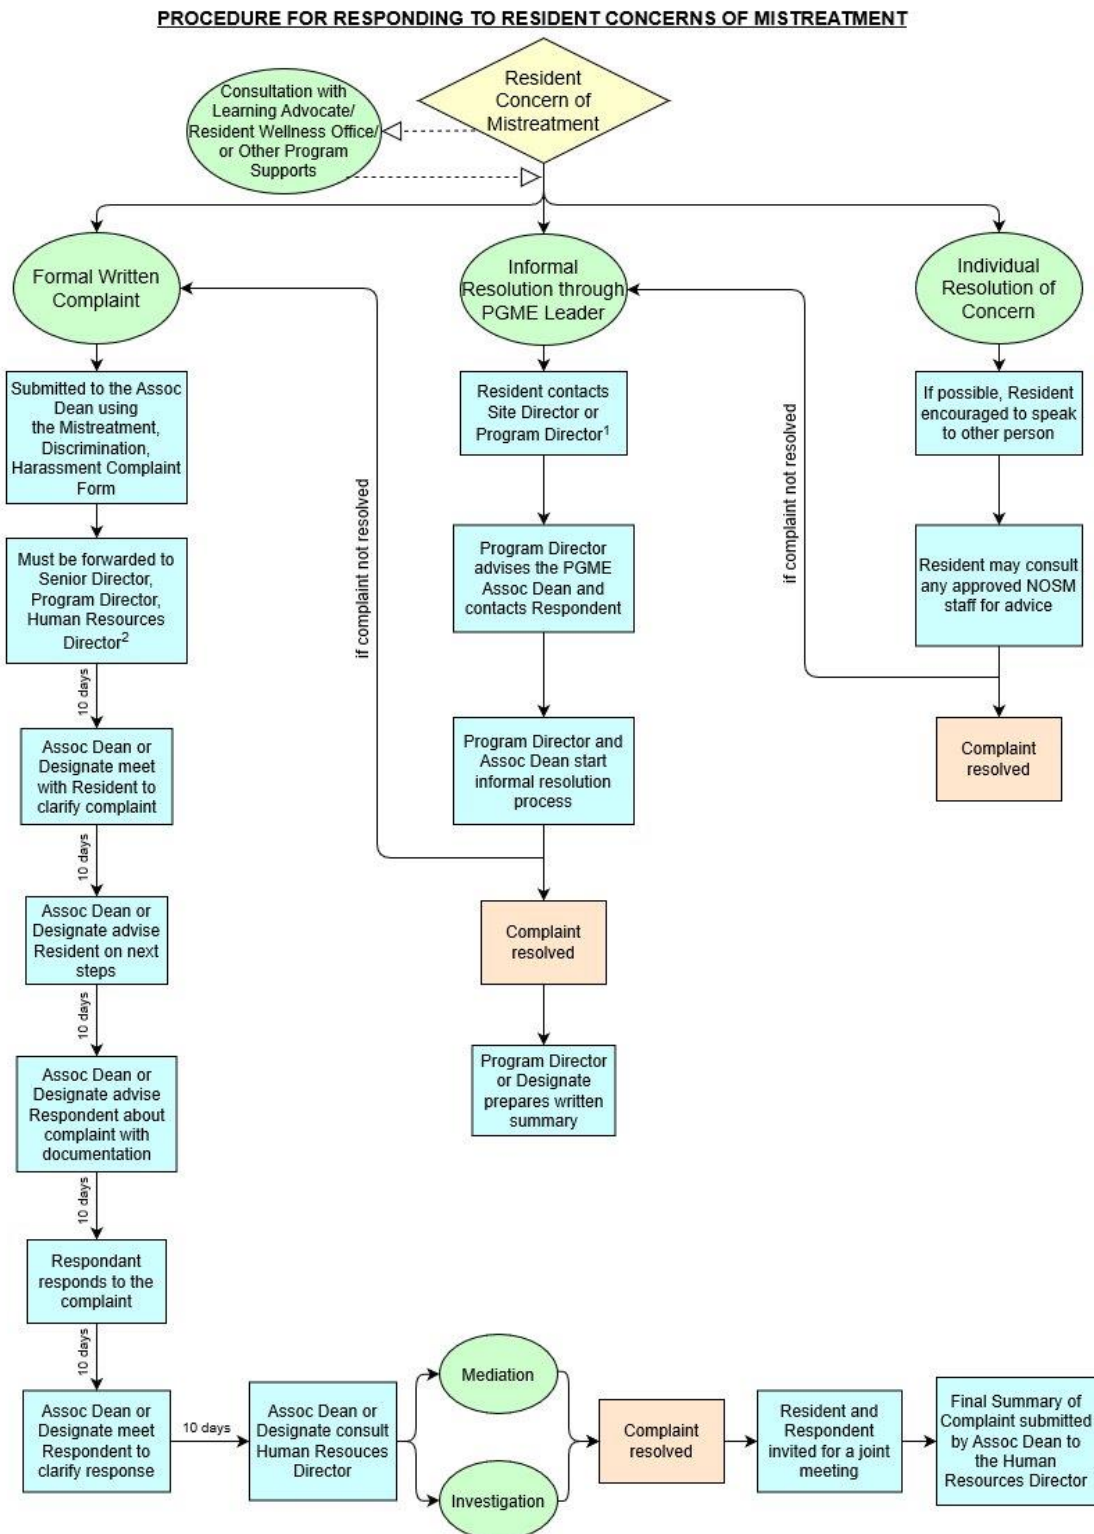 PROCEDURE FOR RESPONDING TO RESIDENT CONCERNS OF MISTREATMENT
Resident
Concern of
Mistreatment
Consultation with
Learning Advocate/
Resident Wellness Office/
or Other Program
Supports
Formal Written
Complaint
Informal
Resolution through
PGME Leader
Individual
Resolution of
Concern
Submitted to the Assoc
Dean using
the Mistreatment,
Discrimination,
Harassment Complaint
Form
Must be forwarded to
Senior Director,
Program Director,
Human Resources
Director2
10 days
Assoc Dean or
Designate meet
with Resident to
clarify complaint
10 days
Assoc Dean or
Designate advise
Resident on next
steps
10 days
Assoc Dean or
Designate advise
Respondent about
complaint with
documentation
10 days
Respondant
responds to the
complaint
10 days
Assoc Dean or
Designate meet
Respondent to
clarify response
10 days
Assoc Dean or
Designate consult
Human Resouces
Director
Mediation
Investigation
Complaint
resolved
Resident and
Respondent
invited for a joint
meeting
Final Summary of
Complaint submitted
by Assoc Dean to
the Human
Resources Director
if complaint not resolved
Resident contacts
Site Director or
Program Director1
Program Director
advises the PGME
Assoc Dean and
contacts Respondent
Program Director and
Assoc Dean start
informal resolution
process
Complaint
resolved
Program Director
or Designate
prepares written
summary
if complaint not resolved
If possible, Resident
encouraged to speak
to other person
Resident may consult
any approved NOSM
staff for advice
Complaint
resolved